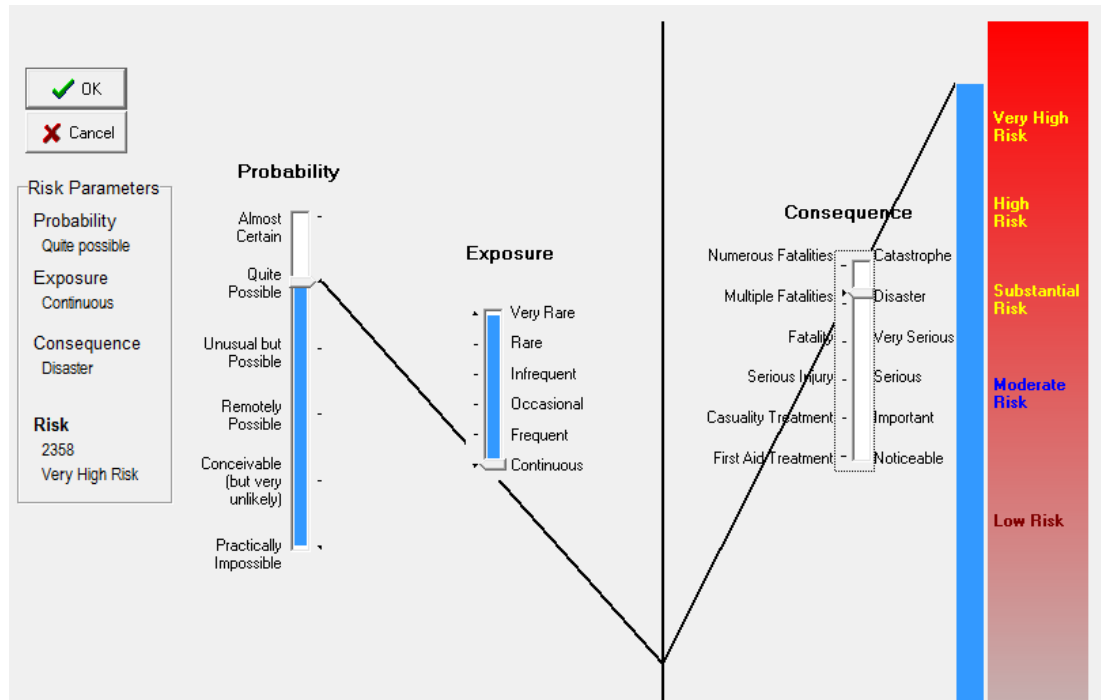 OK
Cancel
Risk Parameters
Probability
Quite possible
Exposure
Continuous
Consequence
Disaster
Risk
2358
Very High Risk
Probability
Almost
Certain
Quite
Possible
Unusual but
Possible
Remotely
Possible
Conceivable
(but very
unlikely)
Practically
Impossible
Exposure
Very Rare
Rare
Infrequent
Occasional
Frequent
Continuous
Consequence
Numerous Fatalities
Catastrophe
Multiple Fatalities
Disaster
Fatality
Very Serious
Serious Injury
Serious
Casuality Treatment
Important
First Aid Treatment
Noticeable
Very High
Risk
High
Risk
Substantial
Risk
Moderate
Risk
Low Risk